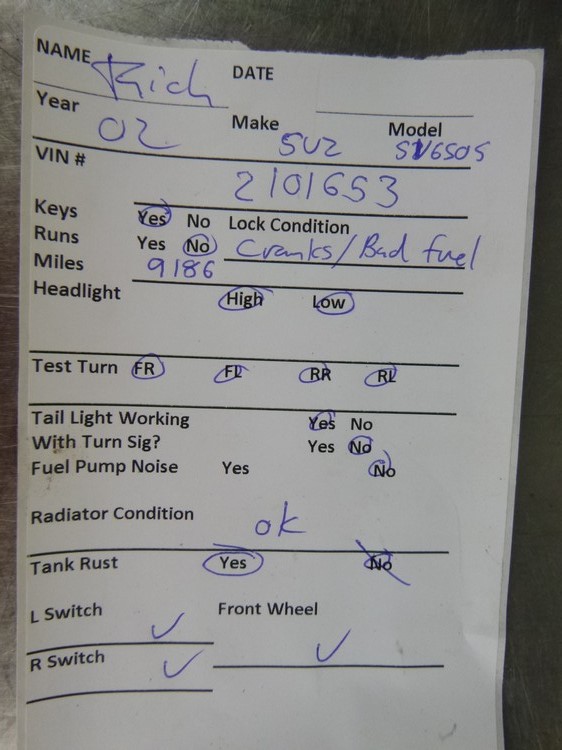 NAME Rich DATE
Year 02 Make SUZ Model SV650S
VIN # 2101653
Keys Yes No Lock Condition
Runs Yes No Cranks/Bad fuel
Miles 9186
Headlight High Low
Test Turn FR FL RR RL
Tail Light Working Yes No
With Turn Sig? Yes No
Fuel Pump Noise Yes No
Radiator Condition ok
Tank Rust Yes No
L Switch ✓ Front Wheel
R Switch ✓ ✓